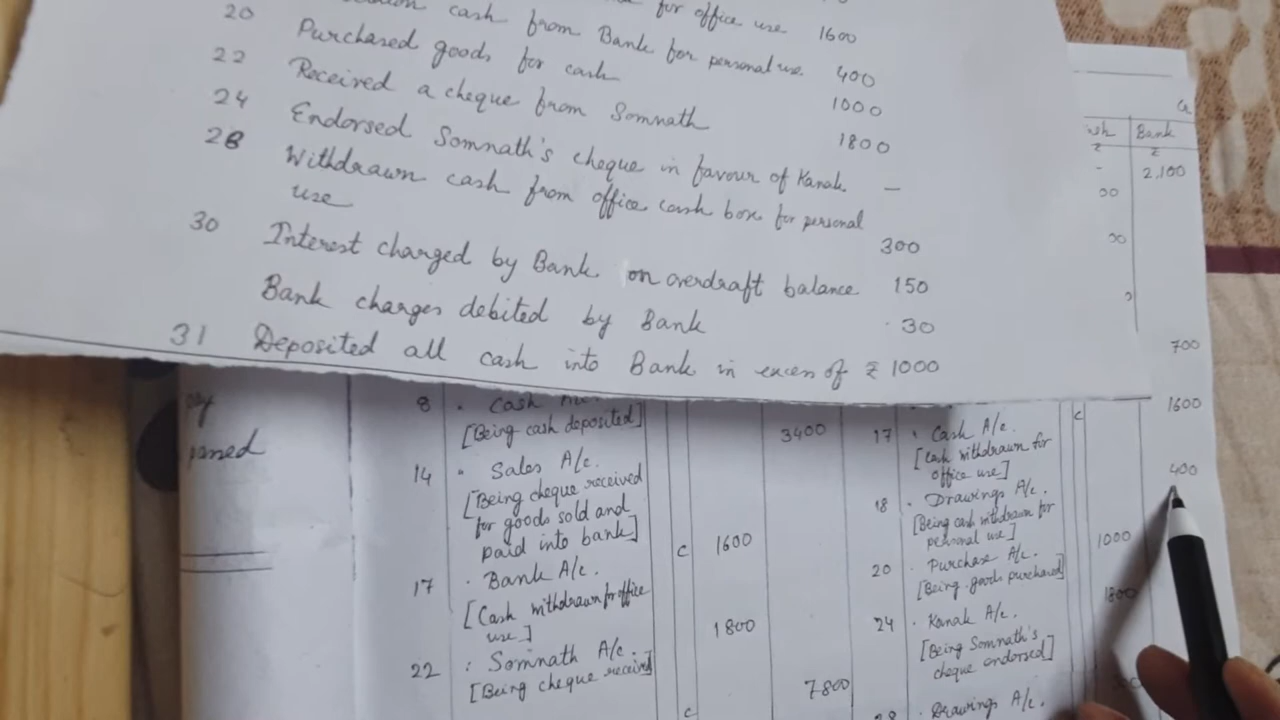 for office use 1600
20 cash from Bank for personal use. 400
22 Purchased goods for cash 1000
24 Received a cheque from Somnath 1800
28 Endorsed Somnath's cheque in favour of Kanak. —
Withdrawn cash from office cash box for personal
use 300
30 Interest charged by Bank on overdraft balance 150
Bank charges debited by Bank 30
31 Deposited all cash into Bank in excess of ₹ 1000
Bank
₹
2,100
700
1600
400
8 Cash
[Being cash deposited]
3400
14 " Sales A/c.
[Being cheque received
for goods sold and
paid into bank]
17 . Bank A/c. C 1600
[Cash withdrawn for office
use]
22 : Somnath A/c. 1800
[Being cheque received]
C 7800
17 " Cash A/c. C
[Cash withdrawn for
office use]
18 . Drawings A/c.
[Being cash withdrawn for
personal use]
20 . Purchase A/c. 1000
[Being goods purchased]
24 . Kanak A/c. 1800
[Being Somnath's
cheque endorsed]
28 . Drawings A/c.